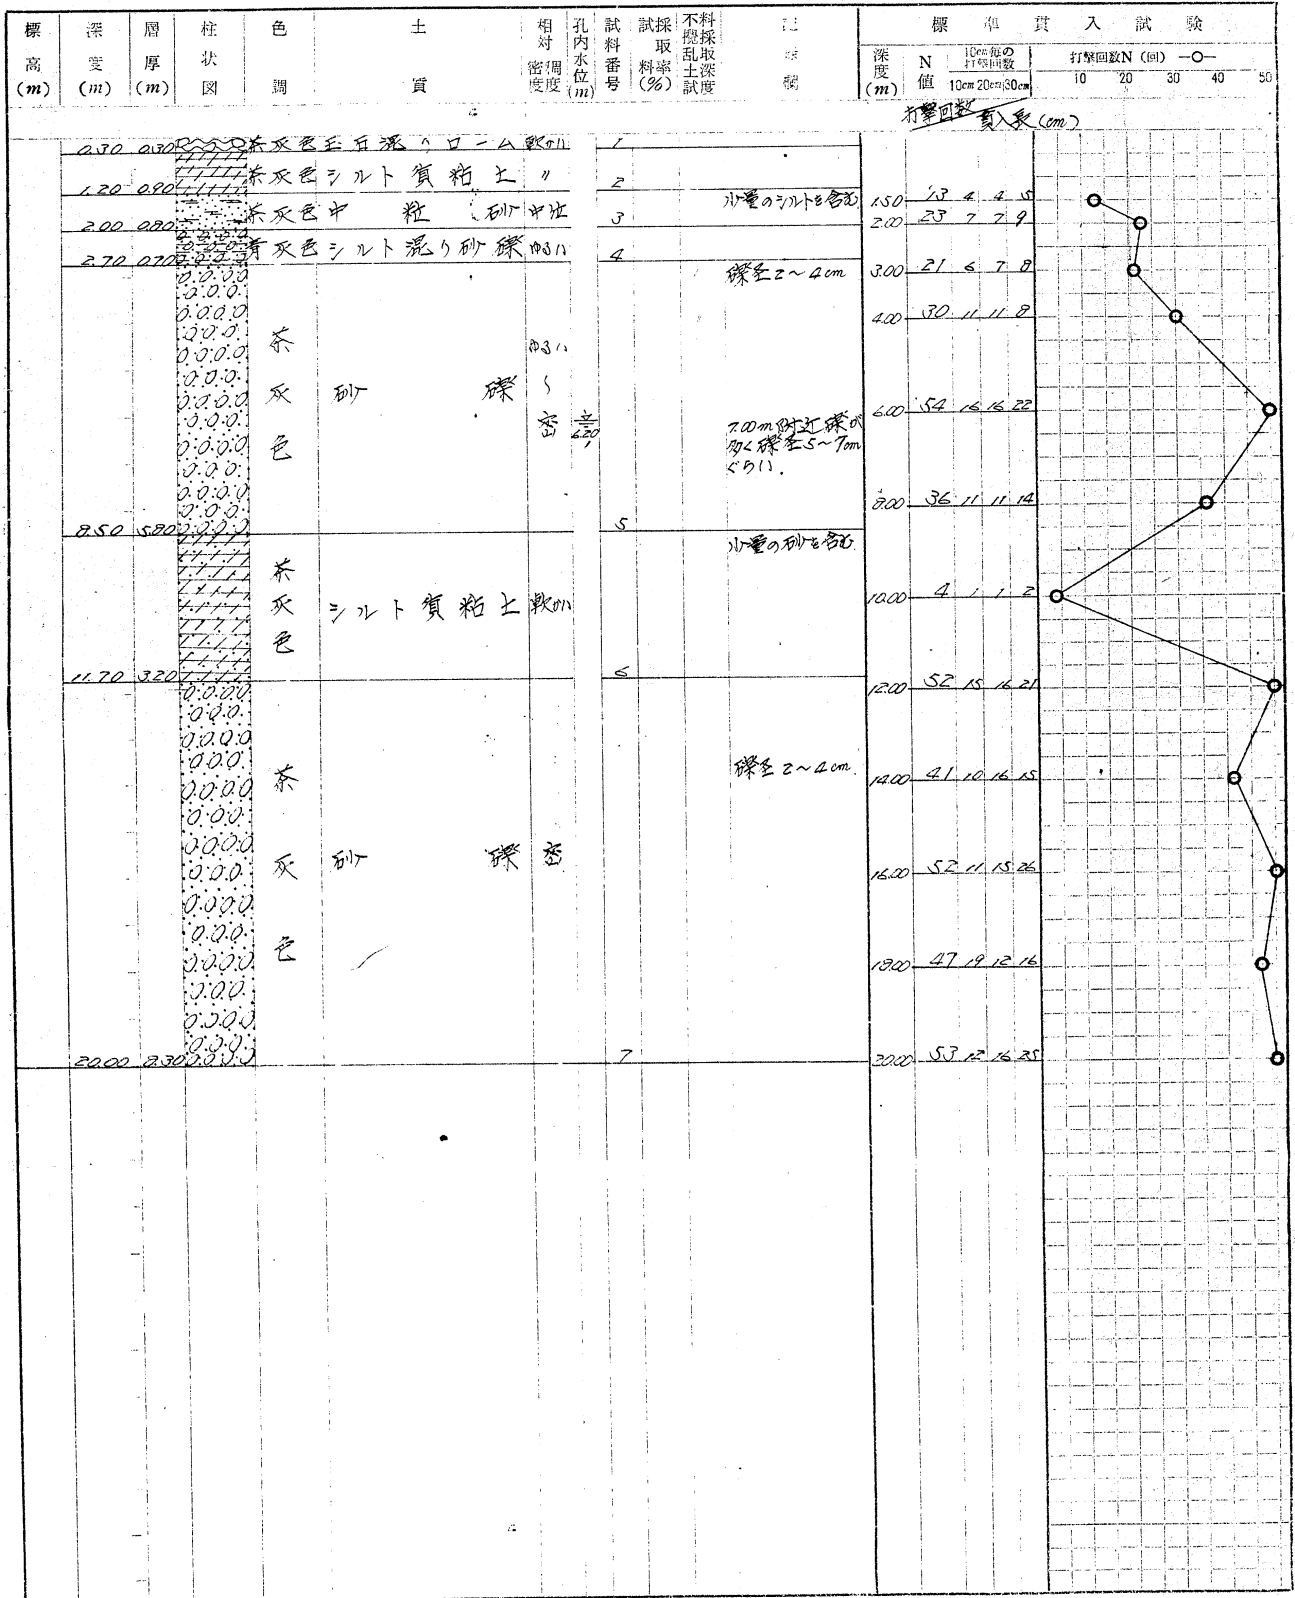 標高(m) 深度(m) 層厚(m) 柱状図 色調 土質 相対密度 稠度 孔内水位(m) 試料番号 試料採取率(%) 不攪乱土試料採取深度 記事欄 標準貫入試験
深度(m) N値 10cm毎の打撃回数 打撃回数N(回) —O—
10cm 20cm 30cm 10 20 30 40 50
打撃回数 貫入長(cm)
0.30 0.30 茶灰色 玉石混りローム 軟かい 1
1.20 0.90 茶灰色 シルト質粘土 〃 2
少量のシルトを含む 1.50 13 4 4 5
2.00 0.80 茶灰色 中粒砂 中位 3 2.00 23 7 7 9
2.70 0.70 青灰色 シルト混り砂礫 ゆるい 4
礫径2~4cm 3.00 21 6 7 8
4.00 30 11 11 8
茶灰色 砂礫 ゆるい~密
6.20
6.00 54 16 16 22
7.00m附近礫が
多く礫径5~7cm
ぐらい.
8.00 36 11 11 14
8.50 5.80 5
少量の砂を含む
茶灰色 シルト質粘土 軟かい 10.00 4 1 1 2
11.70 3.20 6
12.00 52 15 16 21
礫径2~4cm. 14.00 41 10 16 15
茶灰色 砂礫 密 16.00 52 11 15 26
18.00 47 19 12 16
20.00 8.30 7 20.00 53 12 16 25